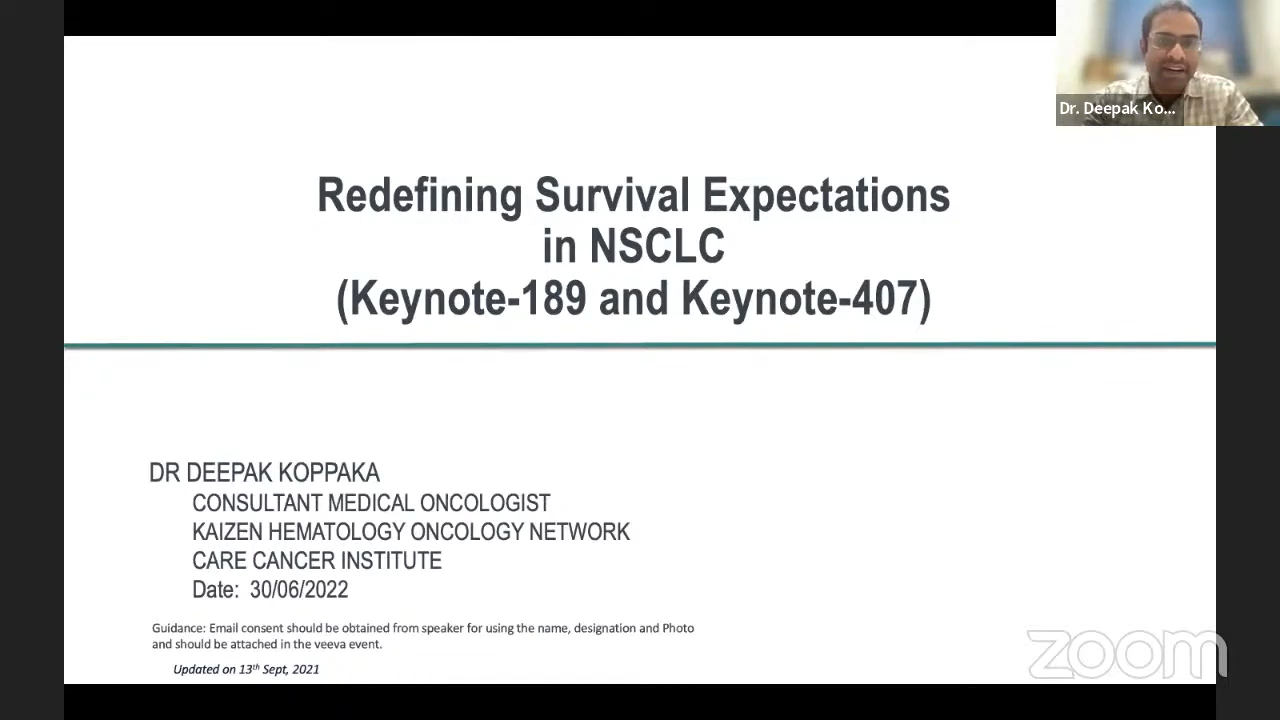 Dr. Deepak Ko...
Redefining Survival Expectations
in NSCLC
(Keynote-189 and Keynote-407)
DR DEEPAK KOPPAKA
CONSULTANT MEDICAL ONCOLOGIST
KAIZEN HEMATOLOGY ONCOLOGY NETWORK
CARE CANCER INSTITUTE
Date: 30/06/2022
Guidance: Email consent should be obtained from speaker for using the name, designation and Photo
and should be attached in the veeva event.
Updated on 13th Sept, 2021
zoom